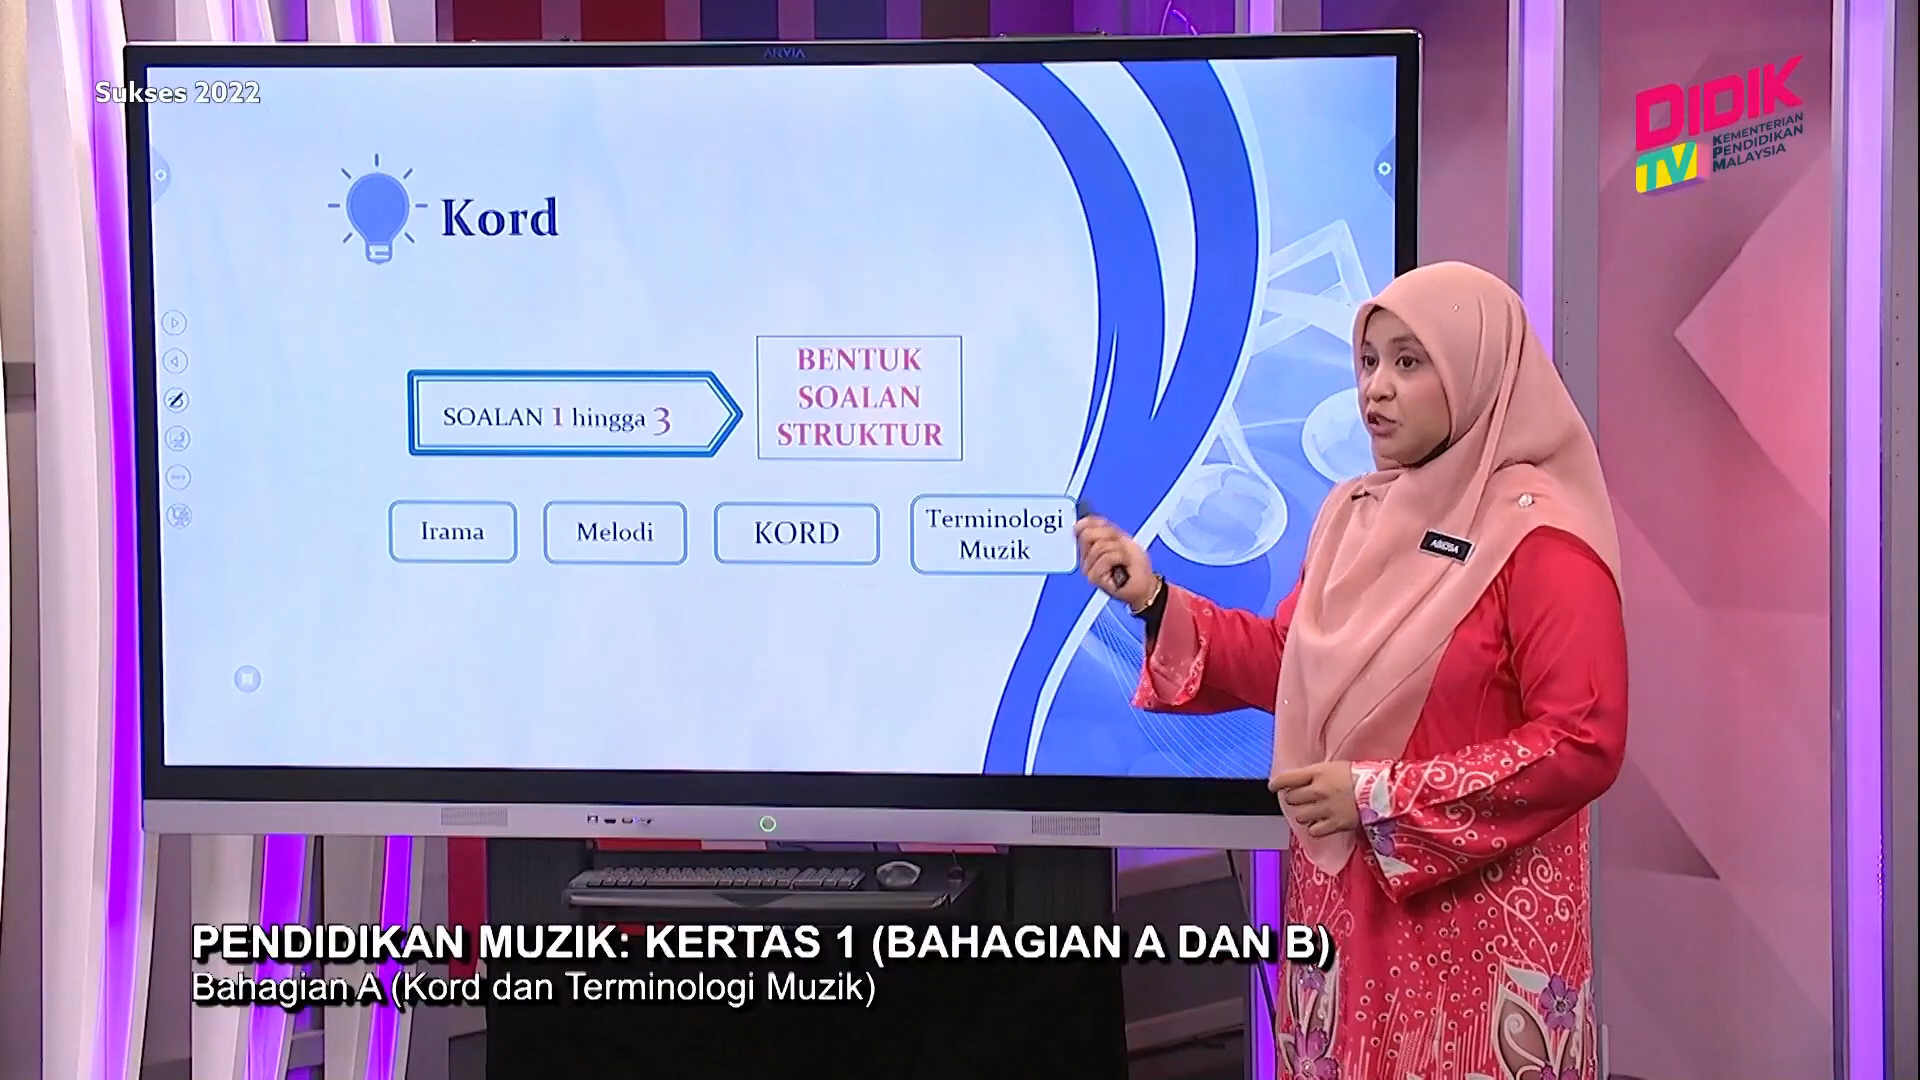 ARVIA
Sukses 2022
DIDIK
TV
KEMENTERIAN
PENDIDIKAN
MALAYSIA
Kord
SOALAN 1 hingga 3
BENTUK
SOALAN
STRUKTUR
Irama
Melodi
KORD
Terminologi
Muzik
PENDIDIKAN MUZIK: KERTAS 1 (BAHAGIAN A DAN B)
Bahagian A (Kord dan Terminologi Muzik)